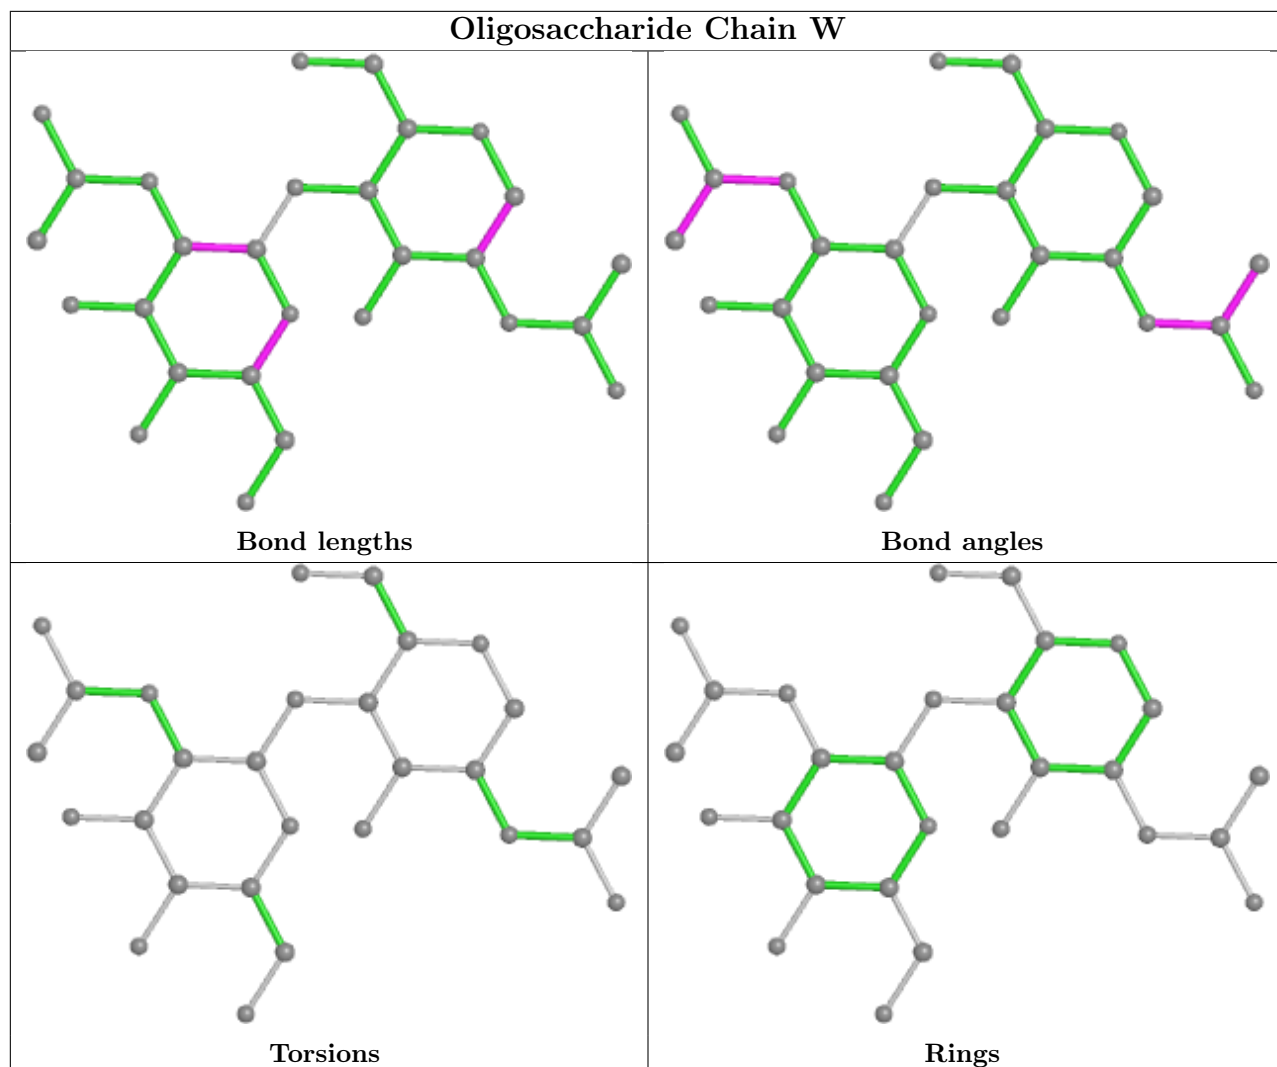 Oligosaccharide Chain W
Bond lengths
Bond angles
Torsions
Rings